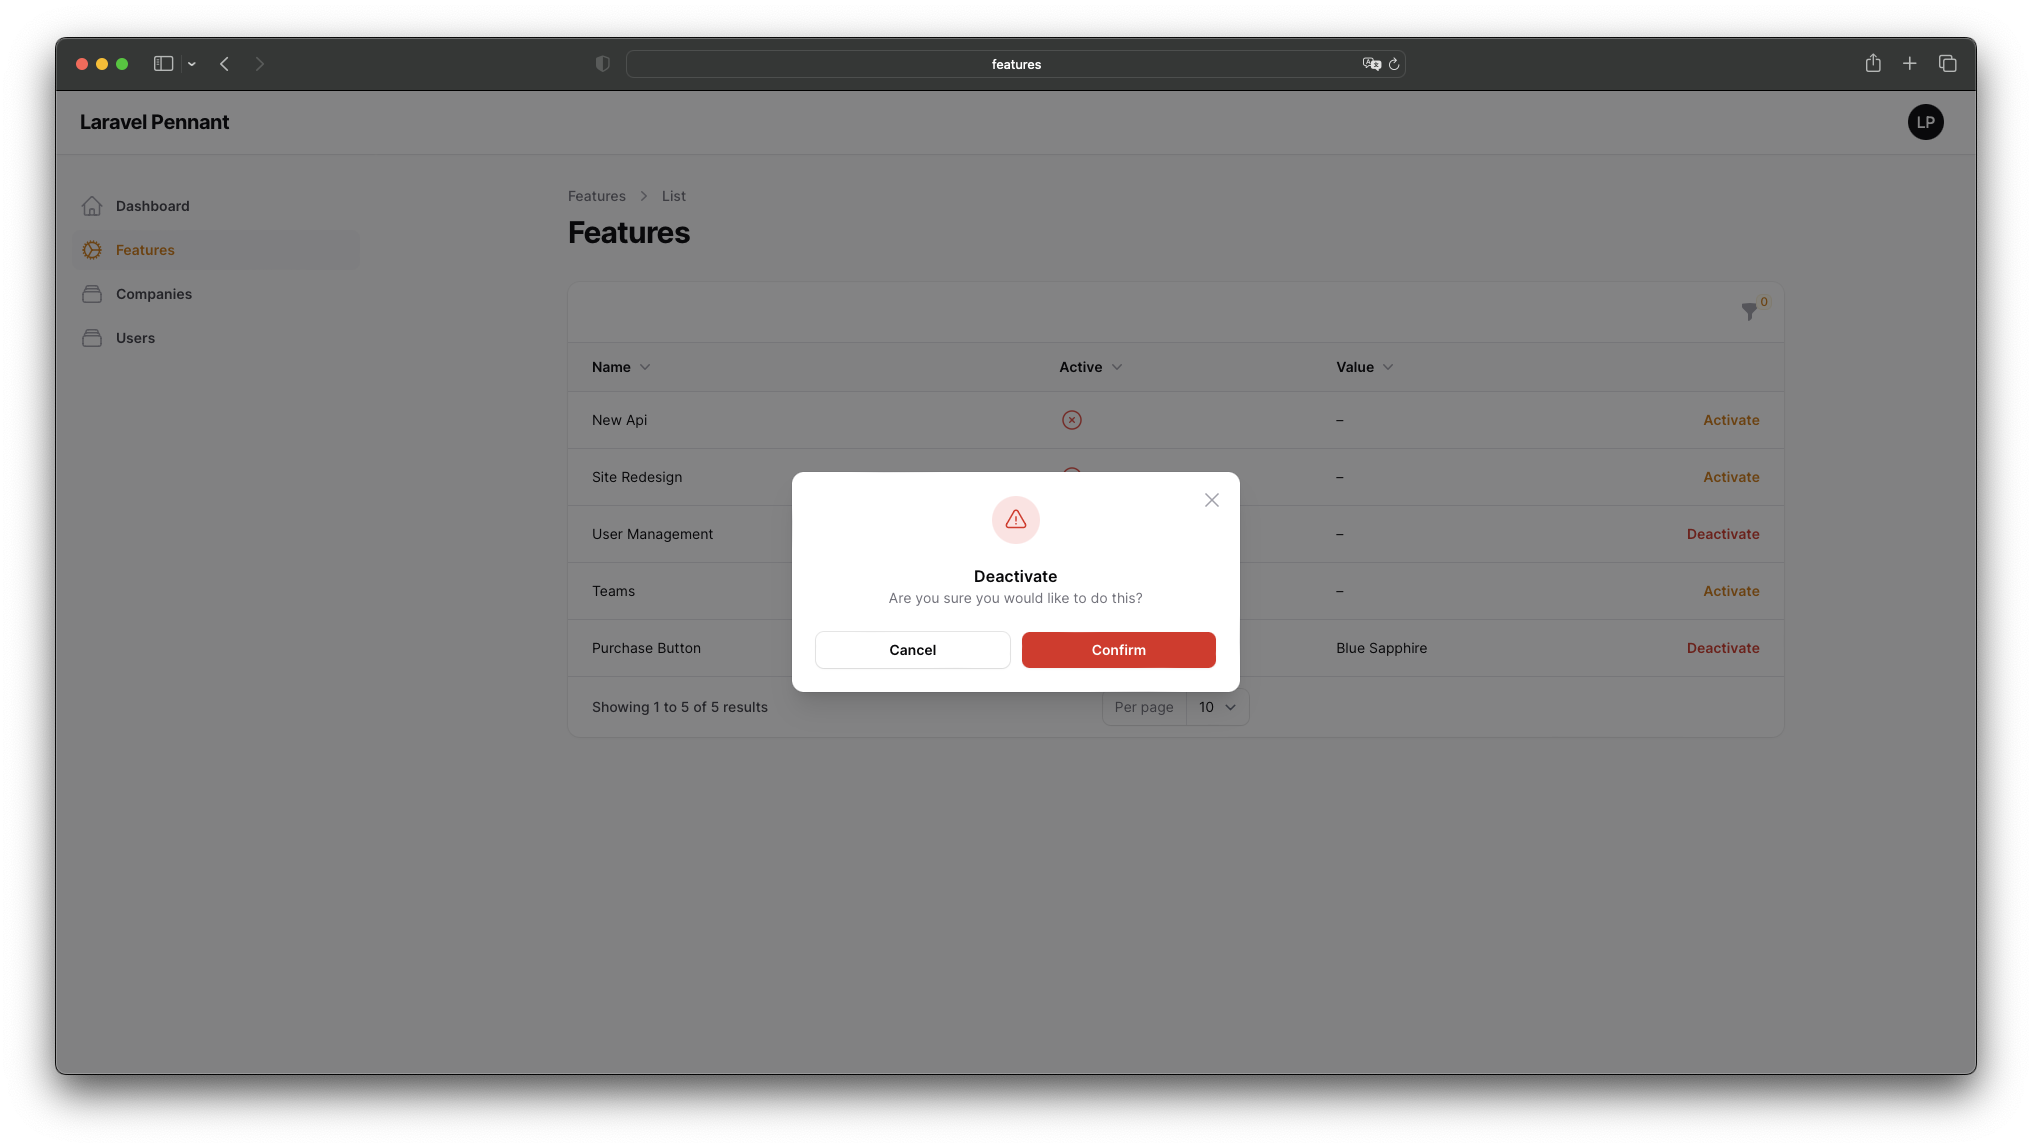 features
Laravel Pennant
LP
Dashboard
Features
Companies
Users
Features List
Features
0
Name Active Value
New Api – Activate
Site Redesign – Activate
User Management – Deactivate
Teams – Activate
Purchase Button Blue Sapphire Deactivate
Showing 1 to 5 of 5 results Per page 10
Deactivate
Are you sure you would like to do this?
Cancel Confirm